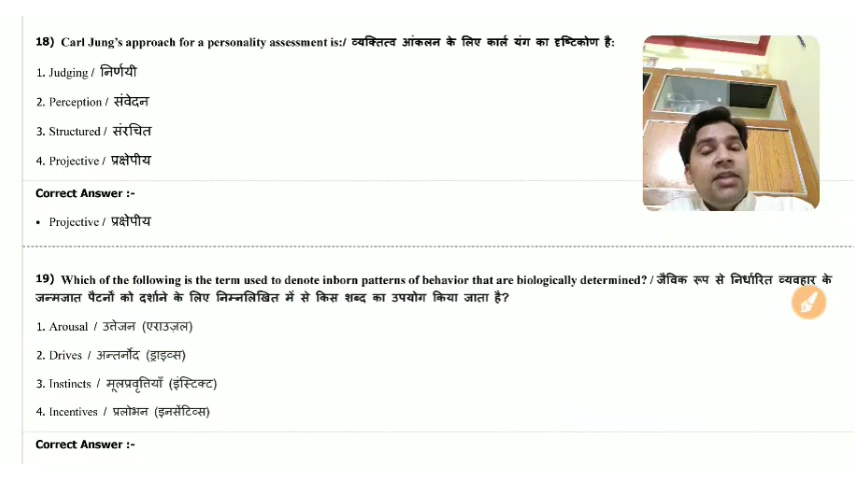 18) Carl Jung's approach for a personality assessment is:/ व्यक्तित्व आंकलन के लिए कार्ल यंग का दृष्टिकोण है:
1. Judging / निर्णयी
2. Perception / संवेदन
3. Structured / संरचित
4. Projective / प्रक्षेपीय
Correct Answer :-
• Projective / प्रक्षेपीय
19) Which of the following is the term used to denote inborn patterns of behavior that are biologically determined? / जैविक रूप से निर्धारित व्यवहार के
जन्मजात पैटर्नों को दर्शाने के लिए निम्नलिखित में से किस शब्द का उपयोग किया जाता है?
1. Arousal / उत्तेजन (एराउज़ल)
2. Drives / अन्तर्नोद (ड्राइव्स)
3. Instincts / मूलप्रवृत्तियाँ (इंस्टिक्ट)
4. Incentives / प्रलोभन (इनसेंटिव्स)
Correct Answer :-